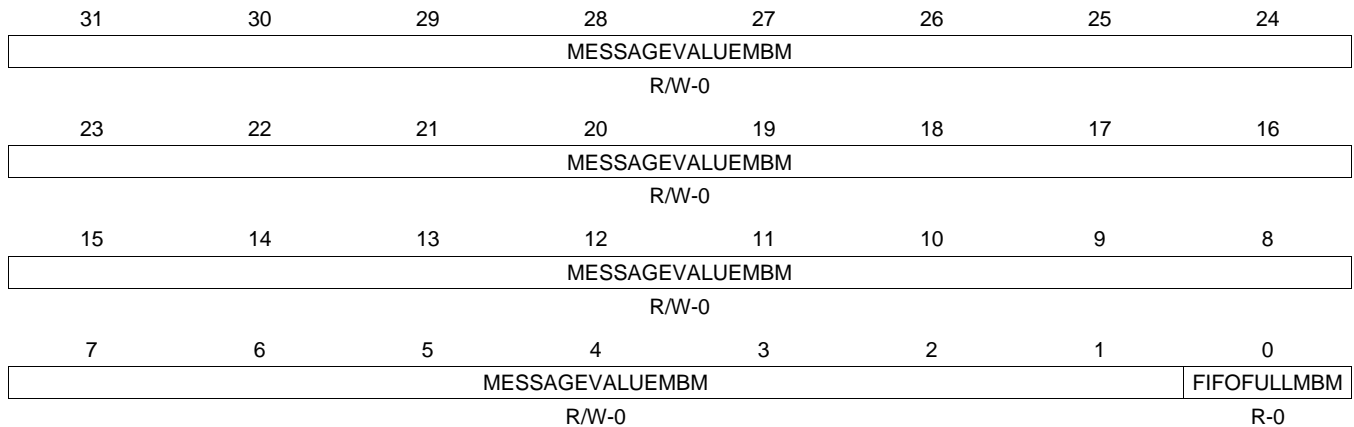 31 30 29 28 27 26 25 24
MESSAGEVALUEMBM
R/W-0
23 22 21 20 19 18 17 16
MESSAGEVALUEMBM
R/W-0
15 14 13 12 11 10 9 8
MESSAGEVALUEMBM
R/W-0
7 6 5 4 3 2 1 0
MESSAGEVALUEMBM FIFOFULLMBM
R/W-0 R-0